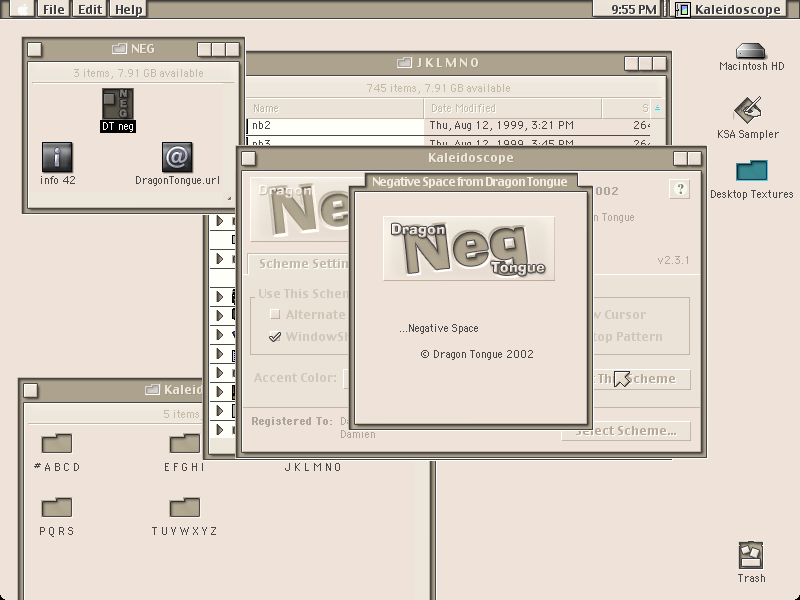 File Edit Help
9:55 PM Kaleidoscope
NEG
3 items, 7.91 GB available
DT neg
info 42
DragonTongue.url
JKLMNO
745 items, 7.91 GB available
Name Date Modified S
nb2 Thu, Aug 12, 1999, 3:21 PM 264
nb3 Thu, Aug 12, 1999, 3:45 PM 264
Macintosh HD
KSA Sampler
Desktop Textures
Kaleidoscope
Negative Space from Dragon Tongue
Dragon
Neg
Tongue
...Negative Space
© Dragon Tongue 2002
Dragon
Ne
002
?
n Tongue
v2.3.1
Scheme Settin
Use This Schem
Alternate
WindowSh
w Cursor
top Pattern
Accent Color:
This Scheme
Registered To: Da
Damien
Select Scheme...
Kaleid
5 items
#ABCD
EFGHI
JKLMNO
PQRS
TUVWXYZ
Trash